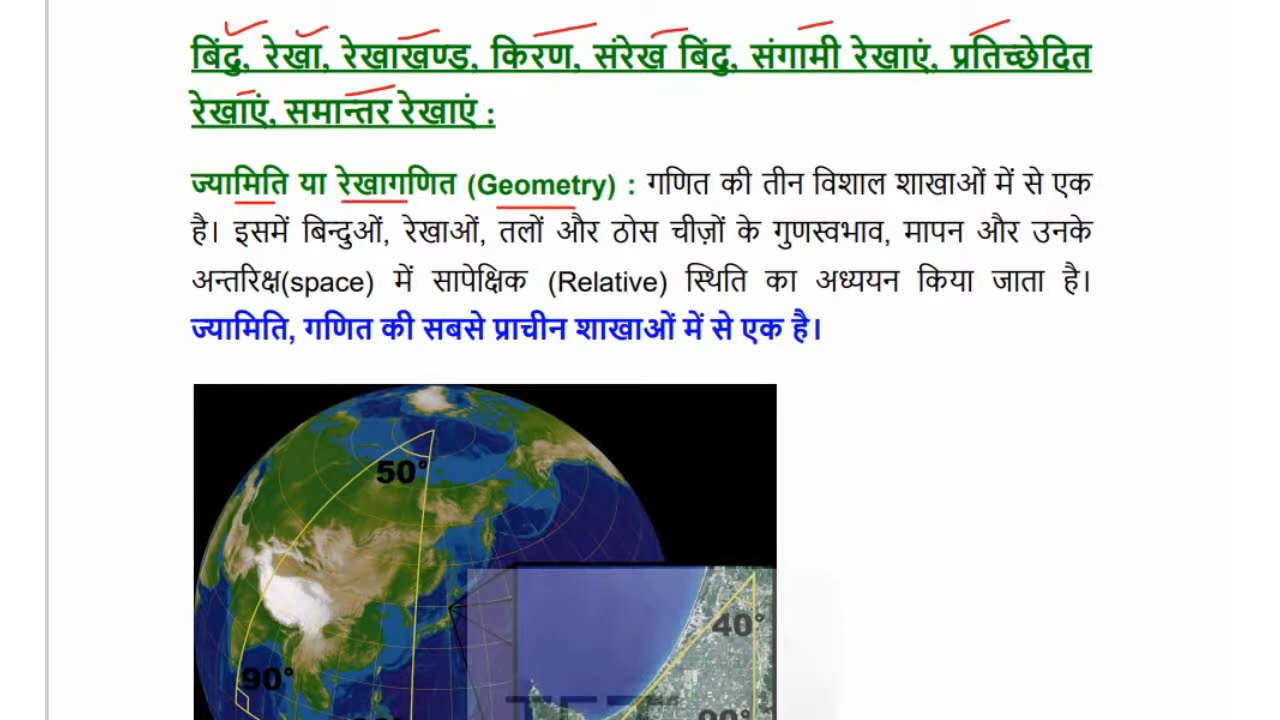 बिंदु, रेखा, रेखाखण्ड, किरण, संरेख बिंदु, संगामी रेखाएं, प्रतिच्छेदित
रेखाएं, समान्तर रेखाएं :
ज्यामिति या रेखागणित (Geometry) : गणित की तीन विशाल शाखाओं में से एक
है। इसमें बिन्दुओं, रेखाओं, तलों और ठोस चीज़ों के गुणस्वभाव, मापन और उनके
अन्तरिक्ष(space) में सापेक्षिक (Relative) स्थिति का अध्ययन किया जाता है।
ज्यामिति, गणित की सबसे प्राचीन शाखाओं में से एक है।
50°
40°
90°